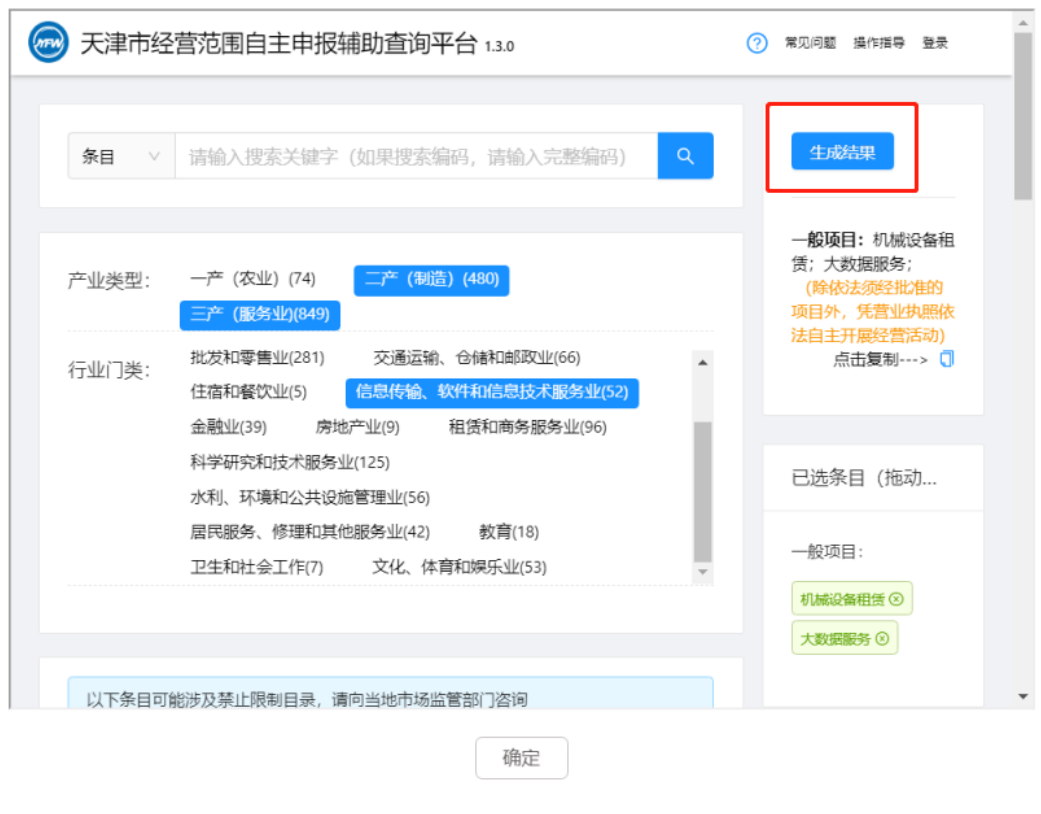 天津市经营范围自主申报辅助查询平台 1.3.0
常见问题 操作指导 登录
条目 请输入搜索关键字（如果搜索编码，请输入完整编码）
生成结果
一般项目：机械设备租
赁；大数据服务；
（除依法须经批准的
项目外，凭营业执照依
法自主开展经营活动）
点击复制--->
产业类型： 一产（农业）(74) 二产（制造）(480)
三产（服务业)(849)
行业门类： 批发和零售业(281) 交通运输、仓储和邮政业(66)
住宿和餐饮业(5) 信息传输、软件和信息技术服务业(52)
金融业(39) 房地产业(9) 租赁和商务服务业(96)
科学研究和技术服务业(125)
水利、环境和公共设施管理业(56)
居民服务、修理和其他服务业(42) 教育(18)
卫生和社会工作(7) 文化、体育和娱乐业(53)
已选条目（拖动...
一般项目：
机械设备租赁
大数据服务
以下条目可能涉及禁止限制目录，请向当地市场监管部门咨询
确定